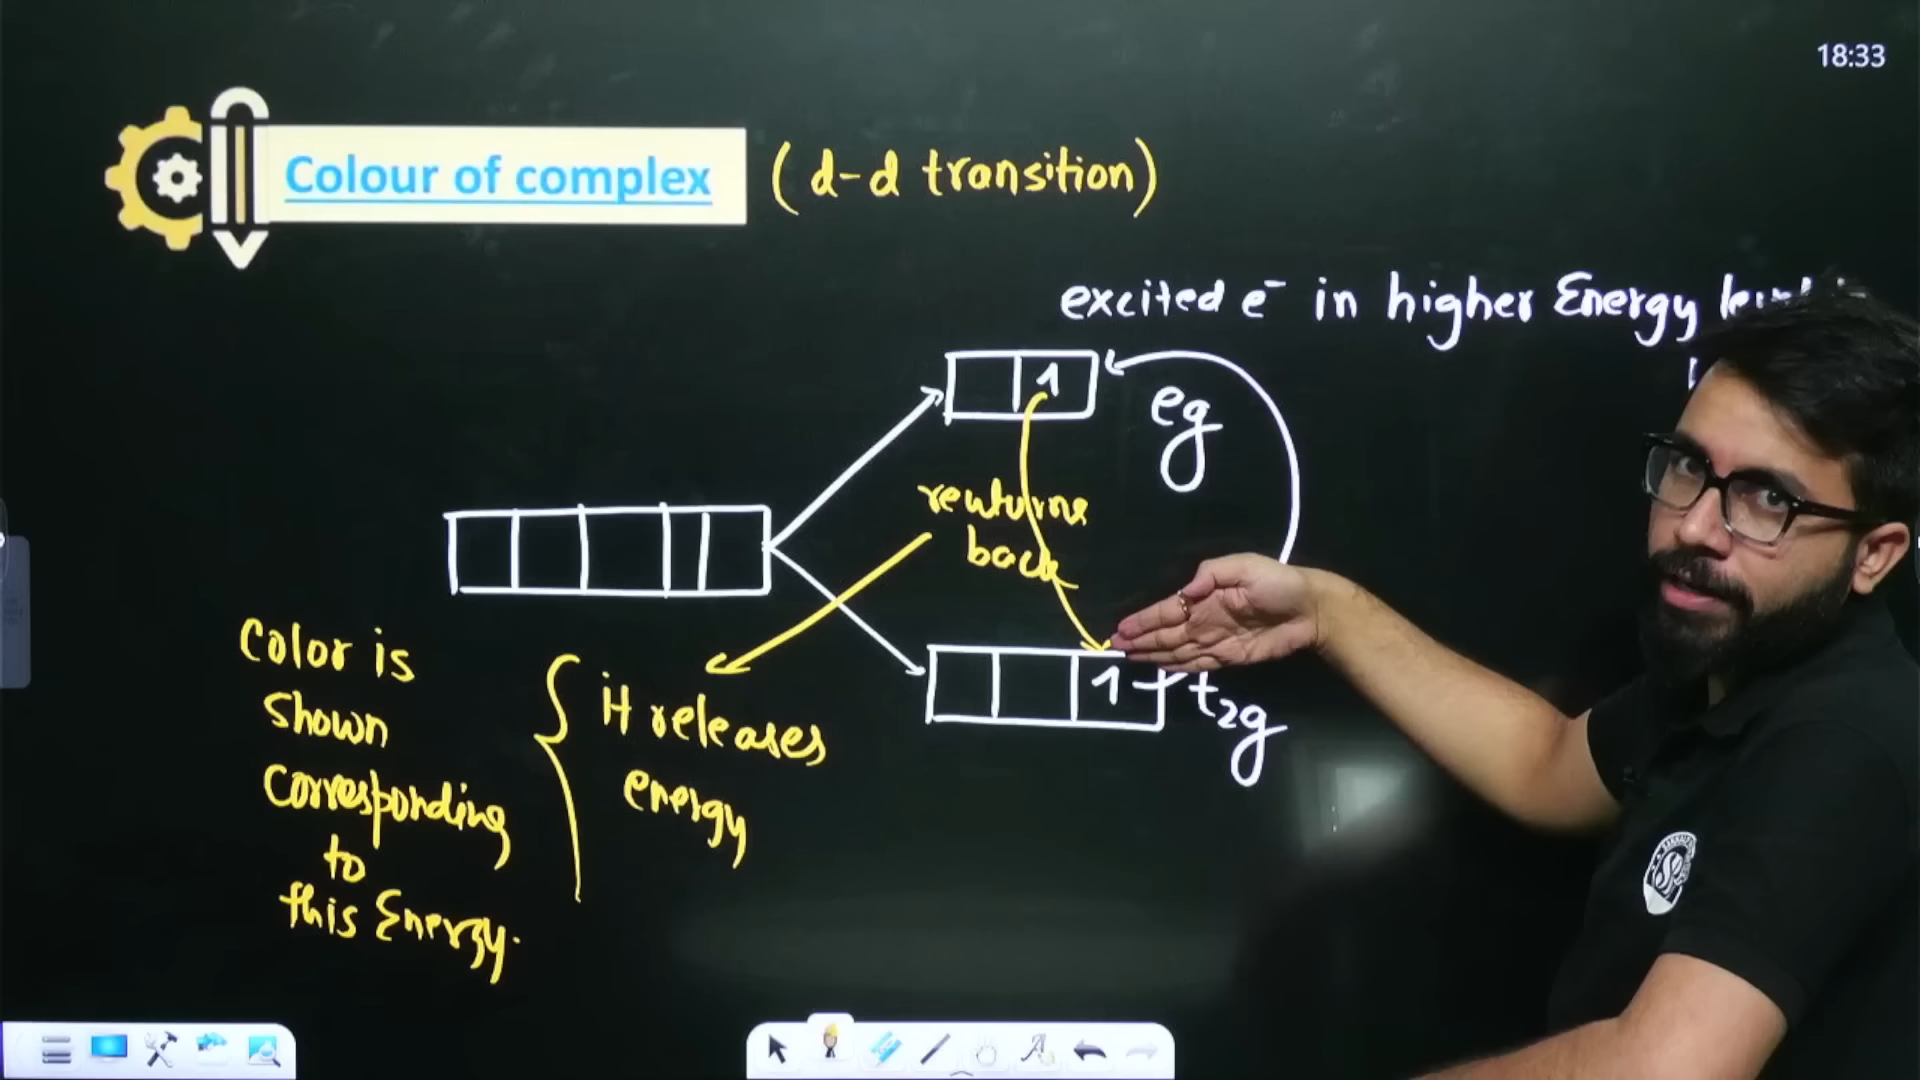 18:33
Colour of complex (d-d transition)
excited e⁻ in higher Energy
1
eg
returns
back
1
t₂g
it releases
energy
Color is
shown
corresponding
to
this Energy.